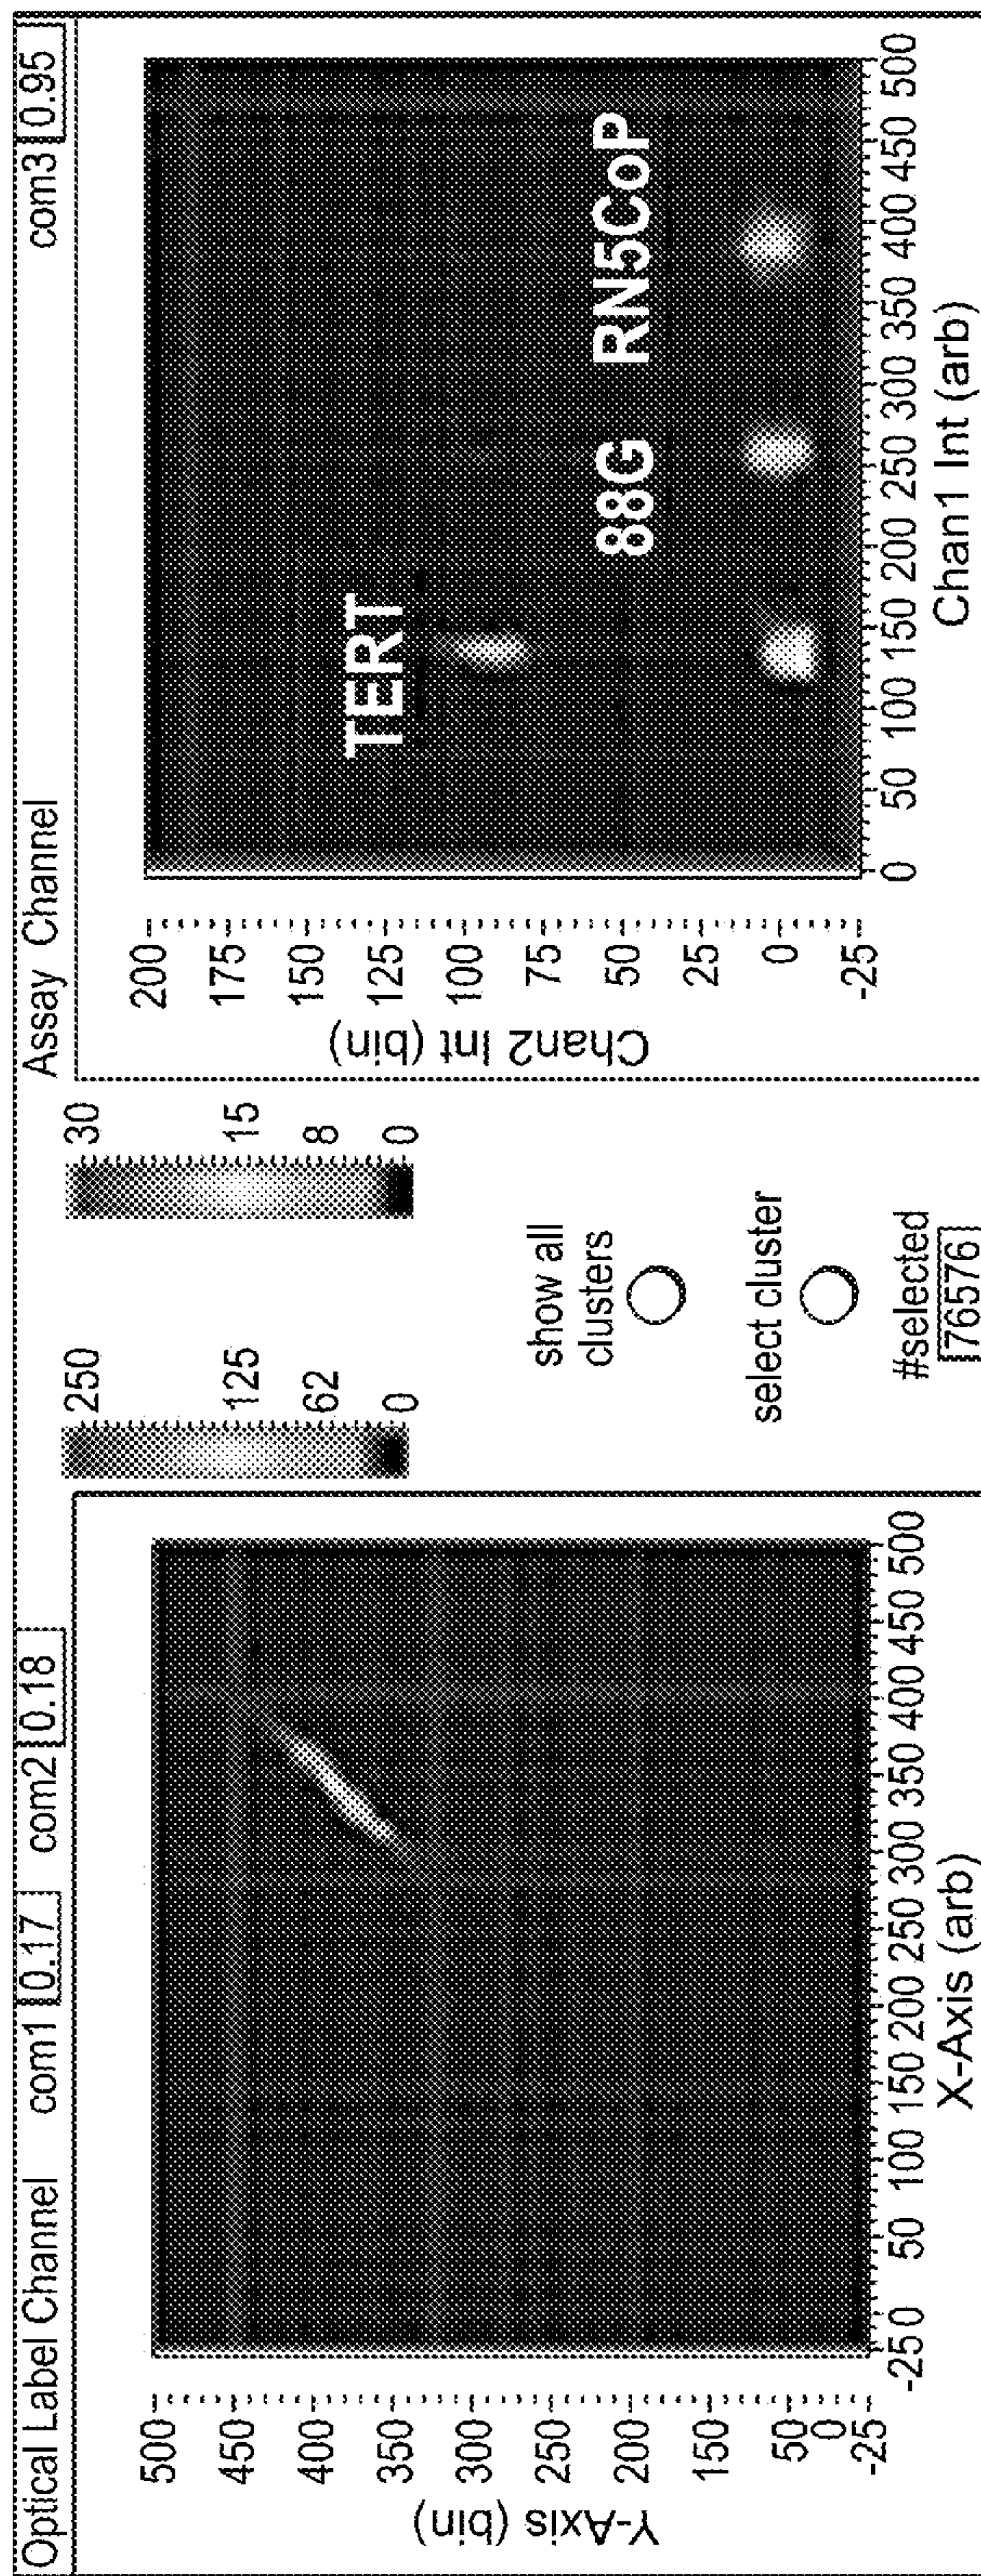 Optical Label Channel com1 0.17 com2 0.18
500
450
400
350
300
250
200
150
50
0
-25
Y-Axis (bin)
-25 0 50 100 150 200 250 300 350 400 450 500
X-Axis (arb)
250
125
62
0
30
15
8
0
show all
clusters
select cluster
#selected
76576
Assay Channel com3 0.95
200
175
150
125
100
75
50
25
0
-25
Chan2 Int (bin)
TERT
88G RN5CoP
0 50 100 150 200 250 300 350 400 450 500
Chan1 Int (arb)